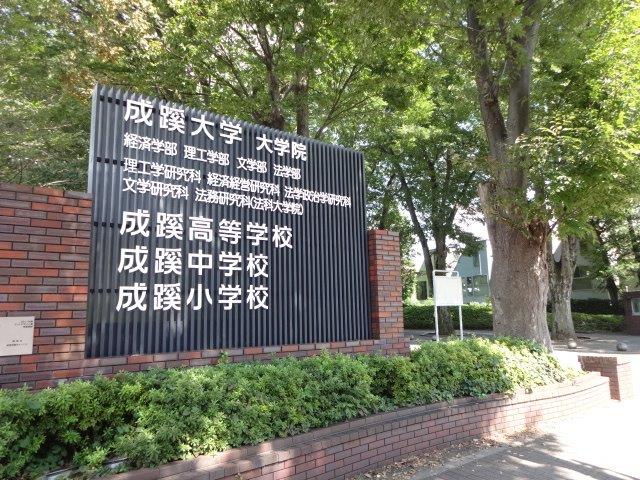 成蹊大学 大学院
経済学部 理工学部 文学部 法学部
理工学研究科 経済経営研究科 法学政治学研究科
文学研究科 法務研究科(法科大学院)
成蹊高等学校
成蹊中学校
成蹊小学校